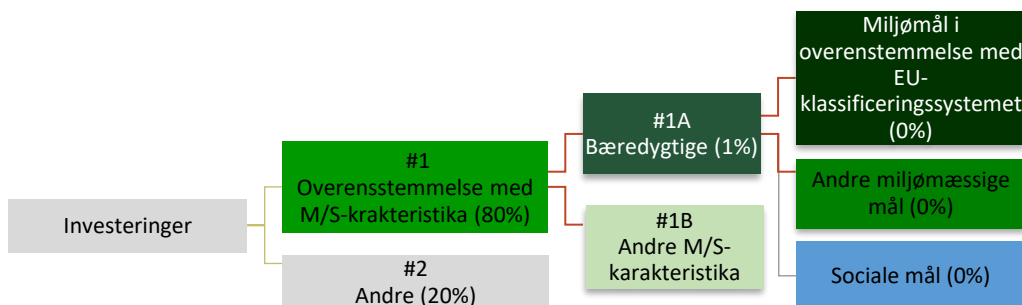 Investeringer
#1
Overensstemmelse med
M/S-krakteristika (80%)
#2
Andre (20%)
#1A
Bæredygtige (1%)
#1B
Andre M/S-
karakteristika
Miljømål i
overenstemmelse med
EU-
klassificeringssystemet
(0%)
Andre miljømæssige
mål (0%)
Sociale mål (0%)